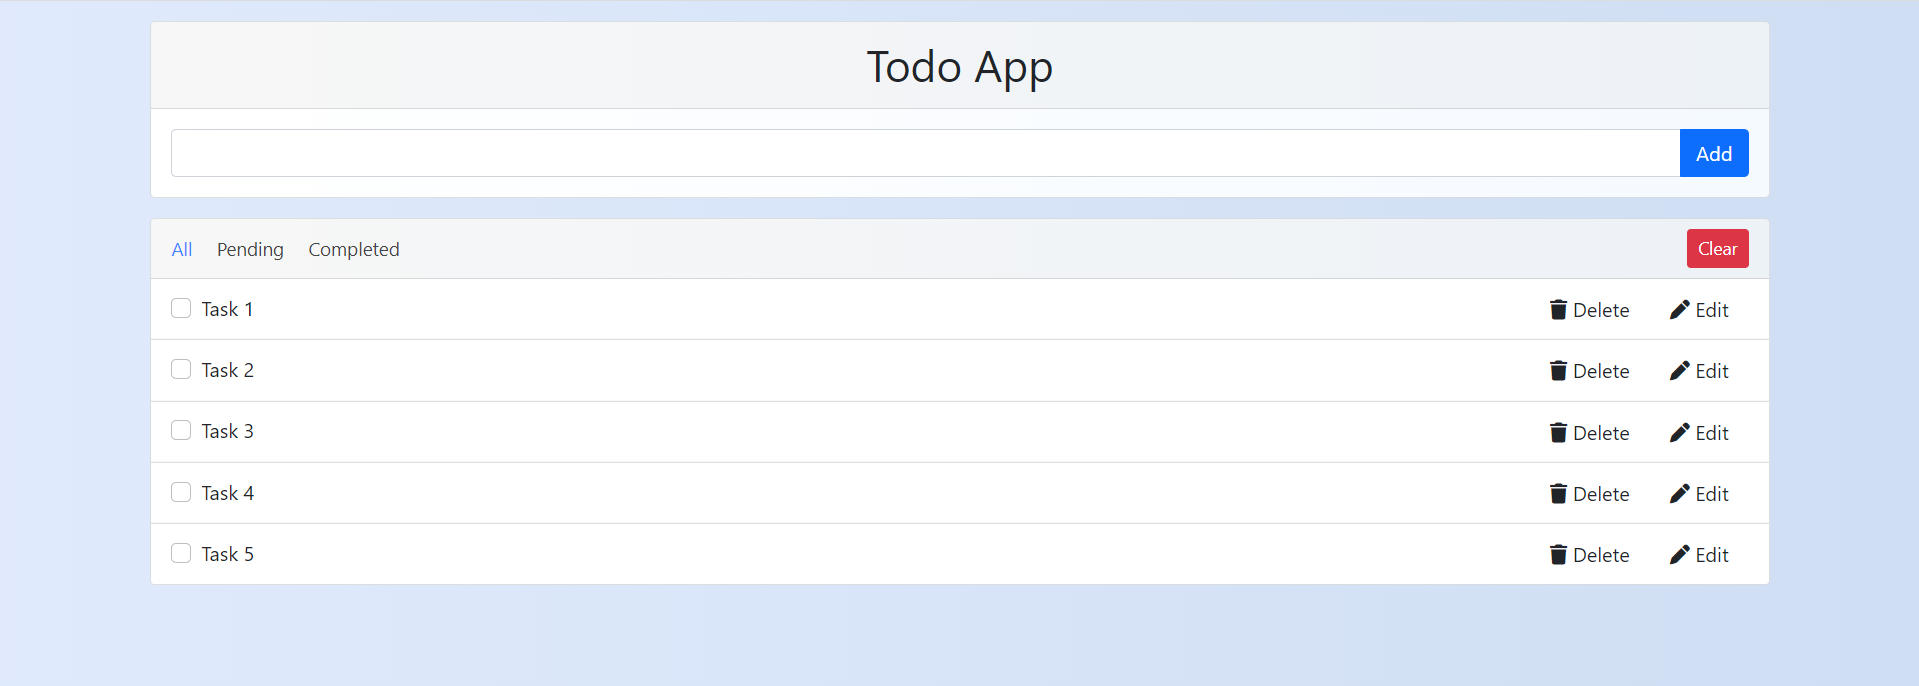 Todo App
Add
All Pending Completed Clear
Task 1 Delete Edit
Task 2 Delete Edit
Task 3 Delete Edit
Task 4 Delete Edit
Task 5 Delete Edit